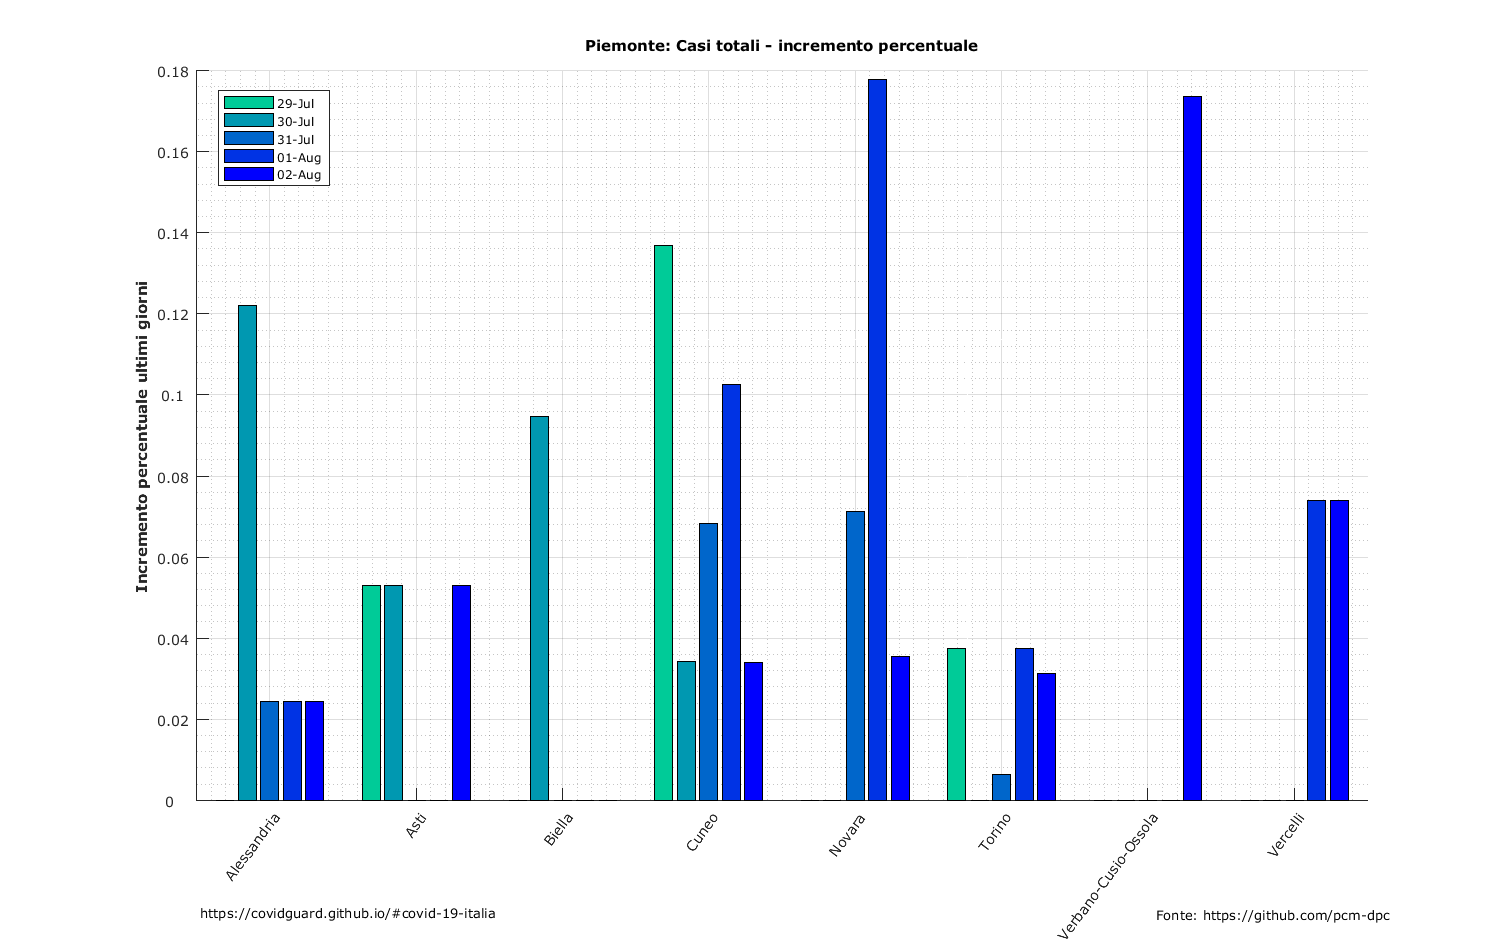 Piemonte: Casi totali - incremento percentuale
0.18
0.16
0.14
0.12
0.1
0.08
0.06
0.04
0.02
0
Incremento percentuale ultimi giorni
29-Jul
30-Jul
31-Jul
01-Aug
02-Aug
Alessandria
Asti
Biella
Cuneo
Novara
Torino
Verbano-Cusio-Ossola
Vercelli
https://covidguard.github.io/#covid-19-italia
Fonte: https://github.com/pcm-dpc